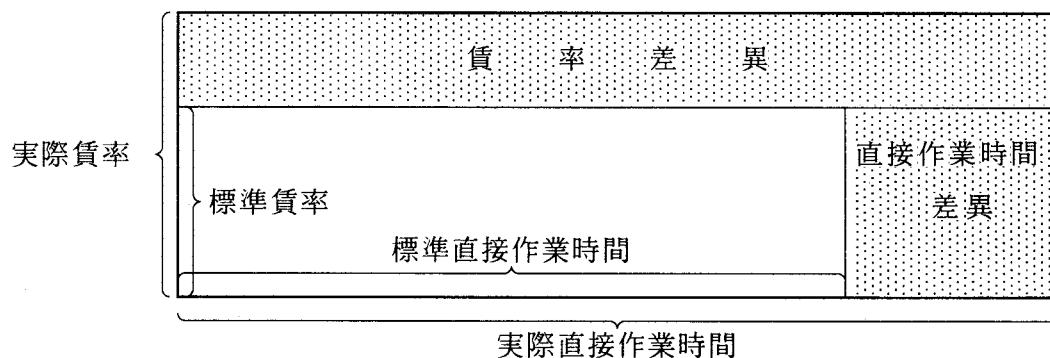 賃率差異
実際賃率
直接作業時間
標準賃率
差異
標準直接作業時間
実際直接作業時間